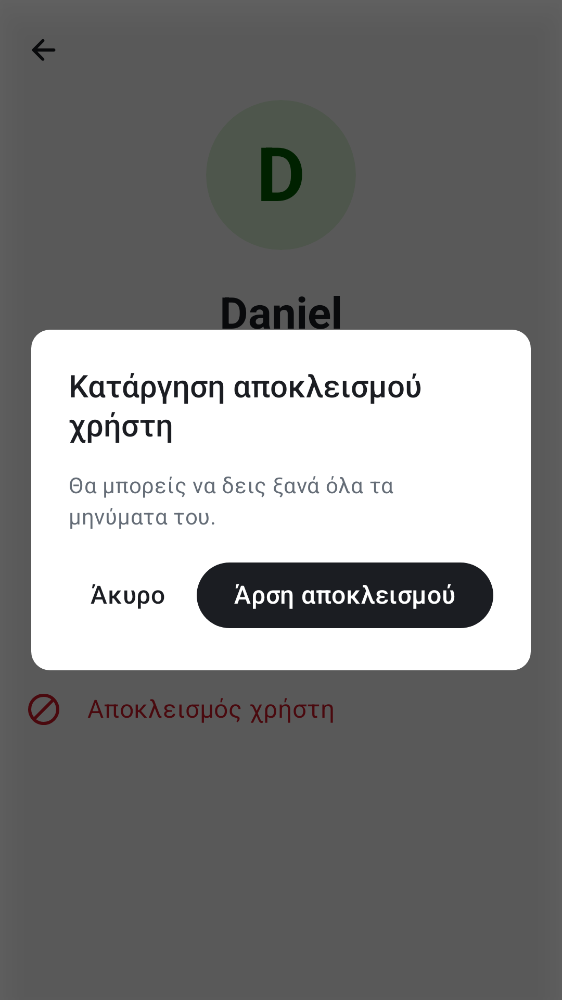 D
Daniel
Κατάργηση αποκλεισμού
χρήστη
Θα μπορείς να δεις ξανά όλα τα
μηνύματα του.
Άκυρο
Άρση αποκλεισμού
Αποκλεισμός χρήστη